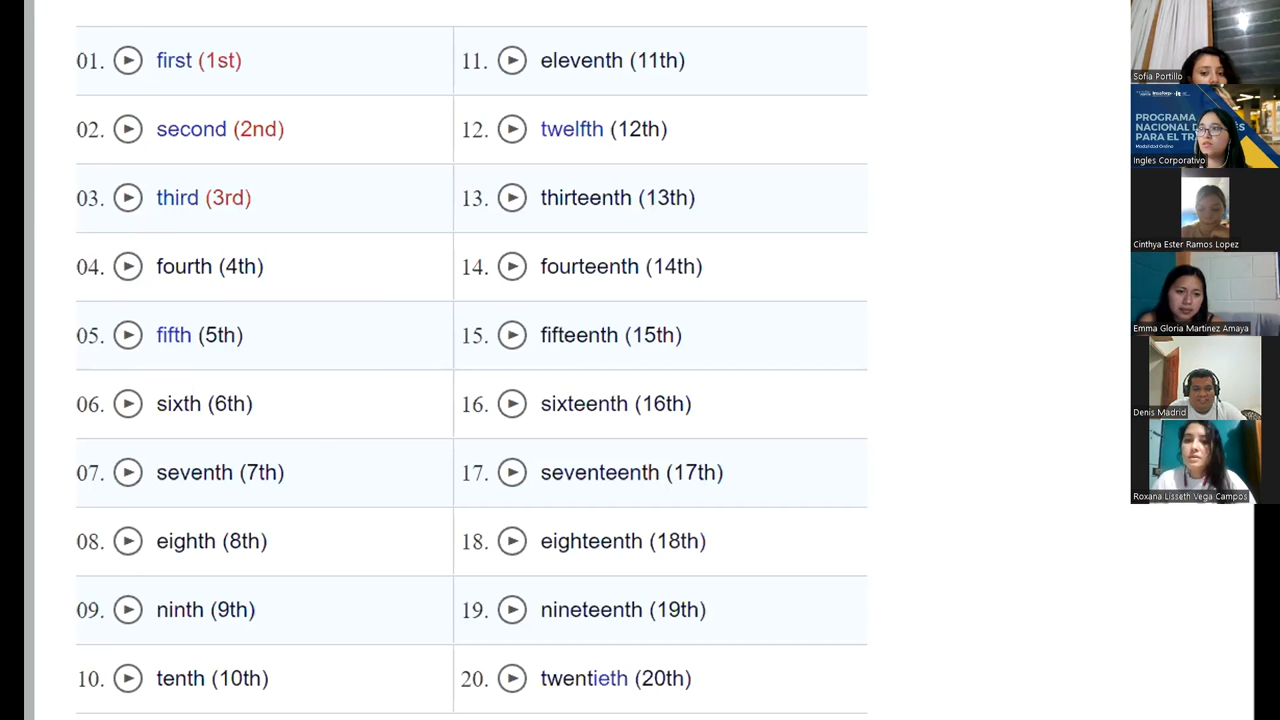 01. first (1st)
02. second (2nd)
03. third (3rd)
04. fourth (4th)
05. fifth (5th)
06. sixth (6th)
07. seventh (7th)
08. eighth (8th)
09. ninth (9th)
10. tenth (10th)
11. eleventh (11th)
12. twelfth (12th)
13. thirteenth (13th)
14. fourteenth (14th)
15. fifteenth (15th)
16. sixteenth (16th)
17. seventeenth (17th)
18. eighteenth (18th)
19. nineteenth (19th)
20. twentieth (20th)
Sofia Portillo
PROGRAMA
NACIONAL
PARA EL
Modalidad Online
Ingles Corporativo
Cinthya Ester Ramos Lopez
Emma Gloria Martinez Amaya
Denis Madrid
Roxana Lisseth Vega Campos